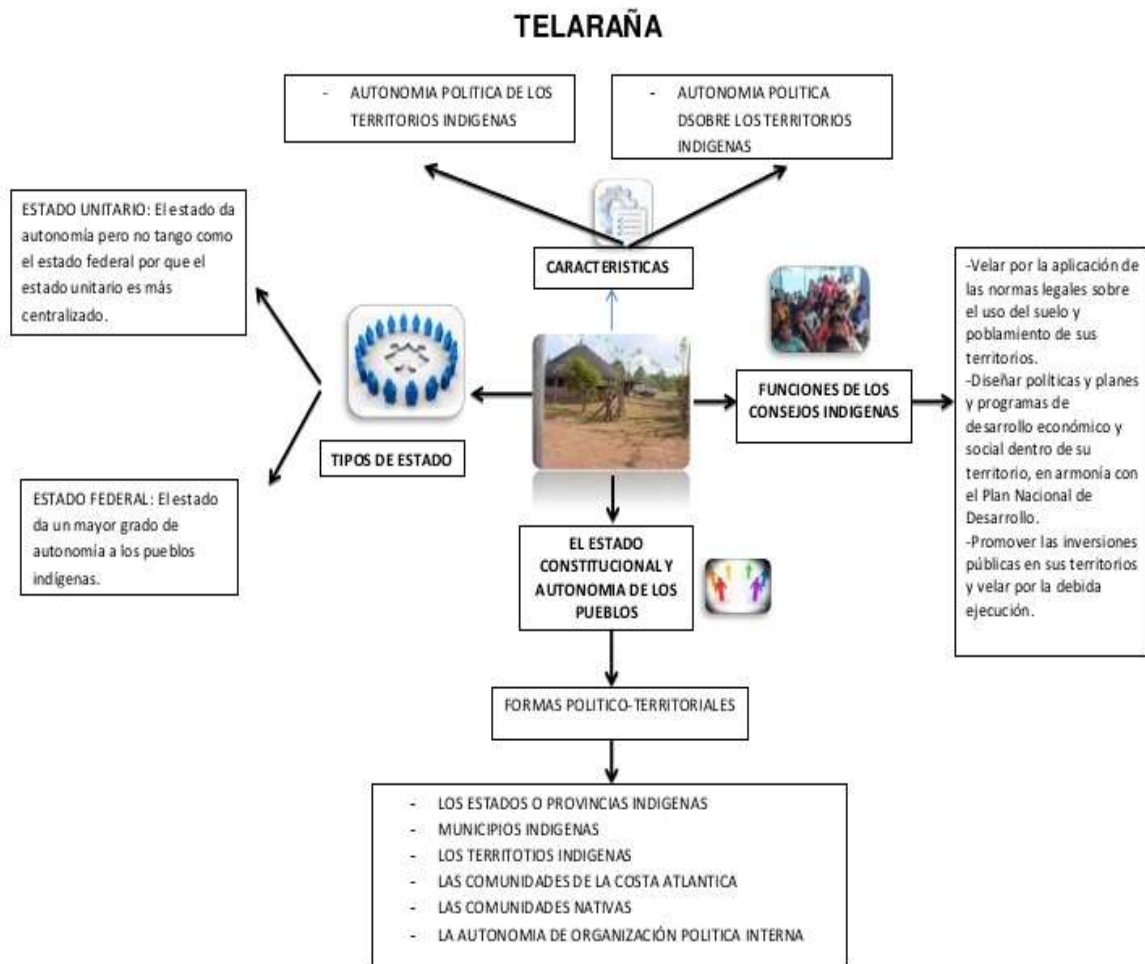 TELARAÑA
- AUTONOMIA POLITICA DE LOS
TERRITORIOS INDIGENAS
- AUTONOMIA POLITICA
DSOBRE LOS TERRITORIOS
INDIGENAS
CARACTERISTICAS
ESTADO UNITARIO: El estado da
autonomía pero no tango como
el estado federal por que el
estado unitario es más
centralizado.
TIPOS DE ESTADO
ESTADO FEDERAL: El estado
da un mayor grado de
autonomía a los pueblos
indígenas.
FUNCIONES DE LOS
CONSEJOS INDIGENAS
-Velar por la aplicación de
las normas legales sobre
el uso del suelo y
poblamiento de sus
territorios.
-Diseñar políticas y planes
y programas de
desarrollo económico y
social dentro de su
territorio, en armonía con
el Plan Nacional de
Desarrollo.
-Promover las inversiones
públicas en sus territorios
y velar por la debida
ejecución.
EL ESTADO
CONSTITUCIONAL Y
AUTONOMIA DE LOS
PUEBLOS
FORMAS POLITICO-TERRITORIALES
- LOS ESTADOS O PROVINCIAS INDIGENAS
- MUNICIPIOS INDIGENAS
- LOS TERRITOTIOS INDIGENAS
- LAS COMUNIDADES DE LA COSTA ATLANTICA
- LAS COMUNIDADES NATIVAS
- LA AUTONOMIA DE ORGANIZACIÓN POLITICA INTERNA